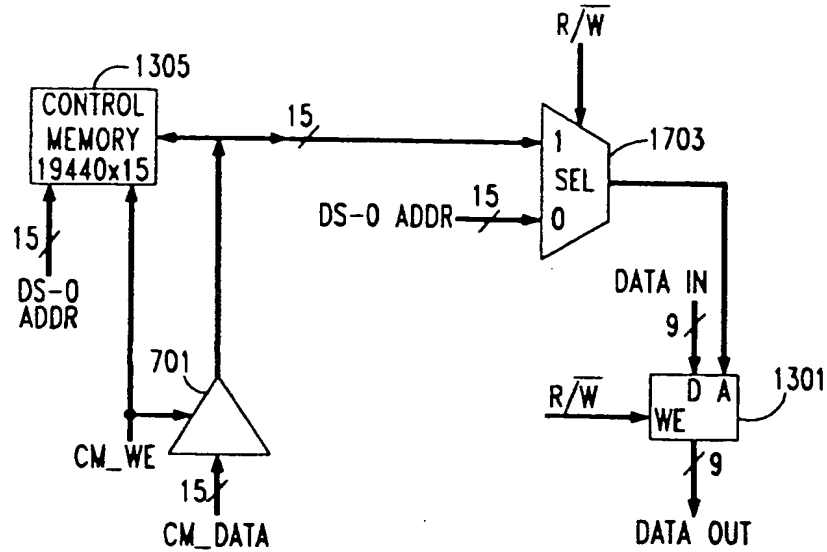 R/W̅
1305
CONTROL
MEMORY
19440x15
15
1
SEL
0
1703
DS-0 ADDR
15
15
DS-0
ADDR
DATA IN
9
701
R/W̅
D A
WE
1301
CM_WE
15
CM_DATA
9
DATA OUT